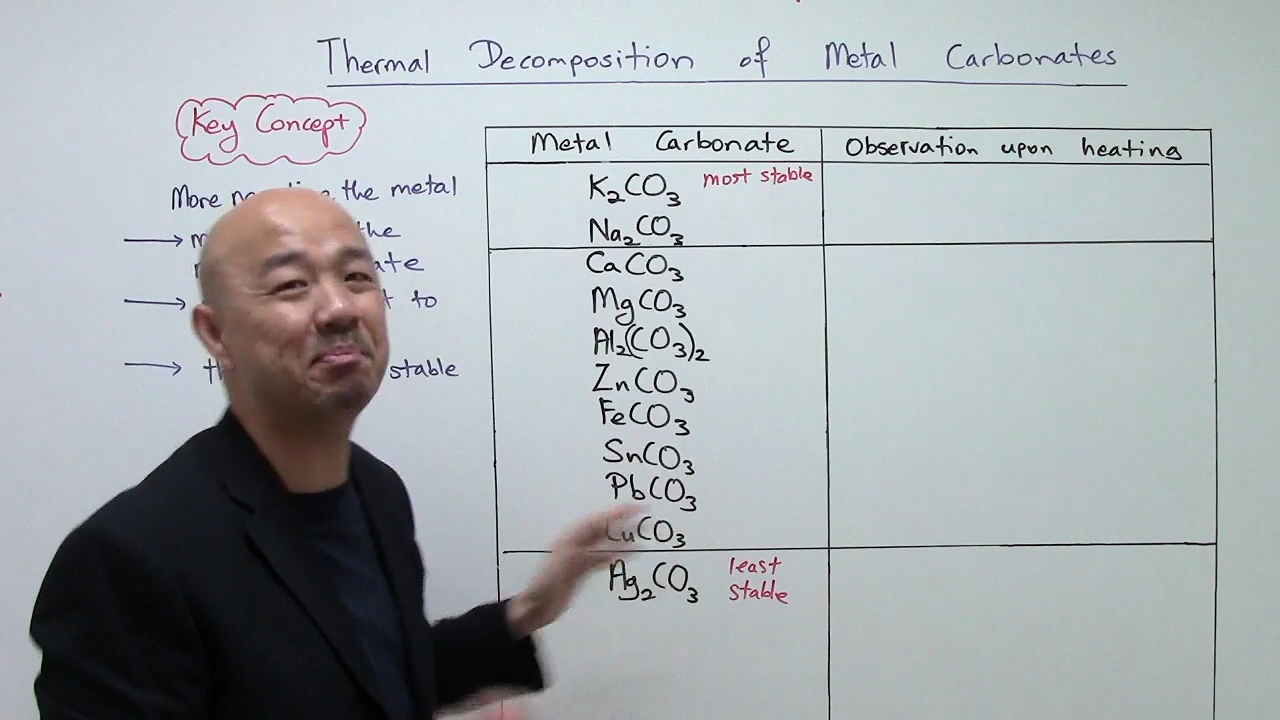 Thermal Decomposition of Metal Carbonates
Key Concept
More the metal
the
to
stable
Metal Carbonate
Observation upon heating
K₂CO₃ most stable
Na₂CO₃
CaCO₃
MgCO₃
Al₂(CO₃)₂
ZnCO₃
FeCO₃
SnCO₃
PbCO₃
CuCO₃
Ag₂CO₃ least stable